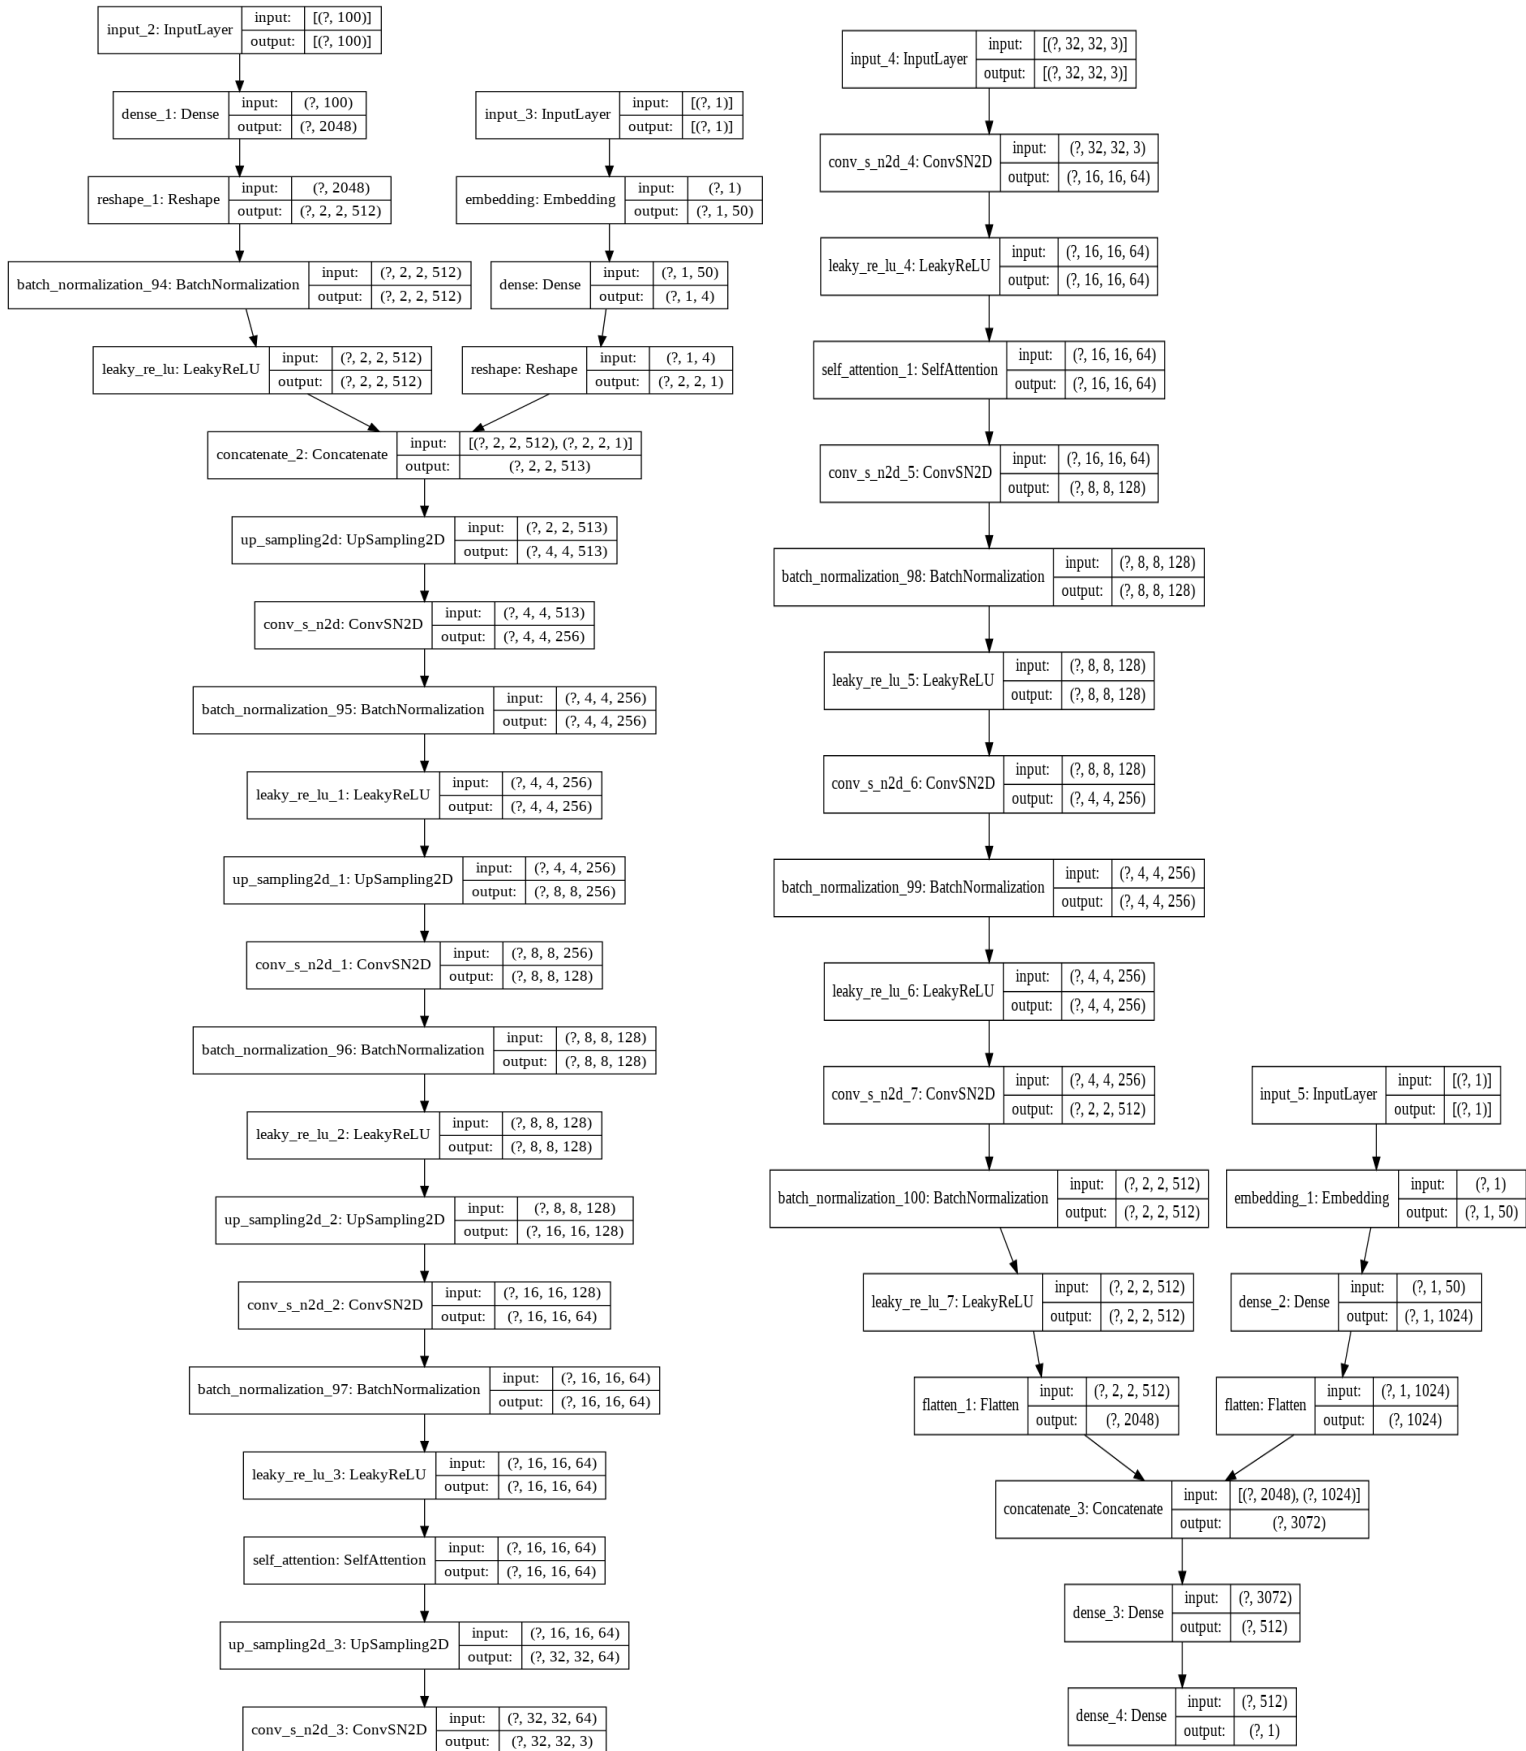 input_2: InputLayer
input: [(?, 100)]
output: [(?, 100)]
dense_1: Dense
input: (?, 100)
output: (?, 2048)
input_3: InputLayer
input: [(?, 1)]
output: [(?, 1)]
reshape_1: Reshape
input: (?, 2048)
output: (?, 2, 2, 512)
embedding: Embedding
input: (?, 1)
output: (?, 1, 50)
batch_normalization_94: BatchNormalization
input: (?, 2, 2, 512)
output: (?, 2, 2, 512)
dense: Dense
input: (?, 1, 50)
output: (?, 1, 4)
leaky_re_lu: LeakyReLU
input: (?, 2, 2, 512)
output: (?, 2, 2, 512)
reshape: Reshape
input: (?, 1, 4)
output: (?, 2, 2, 1)
concatenate_2: Concatenate
input: [(?, 2, 2, 512), (?, 2, 2, 1)]
output: (?, 2, 2, 513)
up_sampling2d: UpSampling2D
input: (?, 2, 2, 513)
output: (?, 4, 4, 513)
conv_s_n2d: ConvSN2D
input: (?, 4, 4, 513)
output: (?, 4, 4, 256)
batch_normalization_95: BatchNormalization
input: (?, 4, 4, 256)
output: (?, 4, 4, 256)
leaky_re_lu_1: LeakyReLU
input: (?, 4, 4, 256)
output: (?, 4, 4, 256)
up_sampling2d_1: UpSampling2D
input: (?, 4, 4, 256)
output: (?, 8, 8, 256)
conv_s_n2d_1: ConvSN2D
input: (?, 8, 8, 256)
output: (?, 8, 8, 128)
batch_normalization_96: BatchNormalization
input: (?, 8, 8, 128)
output: (?, 8, 8, 128)
leaky_re_lu_2: LeakyReLU
input: (?, 8, 8, 128)
output: (?, 8, 8, 128)
up_sampling2d_2: UpSampling2D
input: (?, 8, 8, 128)
output: (?, 16, 16, 128)
conv_s_n2d_2: ConvSN2D
input: (?, 16, 16, 128)
output: (?, 16, 16, 64)
batch_normalization_97: BatchNormalization
input: (?, 16, 16, 64)
output: (?, 16, 16, 64)
leaky_re_lu_3: LeakyReLU
input: (?, 16, 16, 64)
output: (?, 16, 16, 64)
self_attention: SelfAttention
input: (?, 16, 16, 64)
output: (?, 16, 16, 64)
up_sampling2d_3: UpSampling2D
input: (?, 16, 16, 64)
output: (?, 32, 32, 64)
conv_s_n2d_3: ConvSN2D
input: (?, 32, 32, 64)
output: (?, 32, 32, 3)
input_4: InputLayer
input: [(?, 32, 32, 3)]
output: [(?, 32, 32, 3)]
conv_s_n2d_4: ConvSN2D
input: (?, 32, 32, 3)
output: (?, 16, 16, 64)
leaky_re_lu_4: LeakyReLU
input: (?, 16, 16, 64)
output: (?, 16, 16, 64)
self_attention_1: SelfAttention
input: (?, 16, 16, 64)
output: (?, 16, 16, 64)
conv_s_n2d_5: ConvSN2D
input: (?, 16, 16, 64)
output: (?, 8, 8, 128)
batch_normalization_98: BatchNormalization
input: (?, 8, 8, 128)
output: (?, 8, 8, 128)
leaky_re_lu_5: LeakyReLU
input: (?, 8, 8, 128)
output: (?, 8, 8, 128)
conv_s_n2d_6: ConvSN2D
input: (?, 8, 8, 128)
output: (?, 4, 4, 256)
batch_normalization_99: BatchNormalization
input: (?, 4, 4, 256)
output: (?, 4, 4, 256)
leaky_re_lu_6: LeakyReLU
input: (?, 4, 4, 256)
output: (?, 4, 4, 256)
conv_s_n2d_7: ConvSN2D
input: (?, 4, 4, 256)
output: (?, 2, 2, 512)
input_5: InputLayer
input: [(?, 1)]
output: [(?, 1)]
batch_normalization_100: BatchNormalization
input: (?, 2, 2, 512)
output: (?, 2, 2, 512)
embedding_1: Embedding
input: (?, 1)
output: (?, 1, 50)
leaky_re_lu_7: LeakyReLU
input: (?, 2, 2, 512)
output: (?, 2, 2, 512)
dense_2: Dense
input: (?, 1, 50)
output: (?, 1, 1024)
flatten_1: Flatten
input: (?, 2, 2, 512)
output: (?, 2048)
flatten: Flatten
input: (?, 1, 1024)
output: (?, 1024)
concatenate_3: Concatenate
input: [(?, 2048), (?, 1024)]
output: (?, 3072)
dense_3: Dense
input: (?, 3072)
output: (?, 512)
dense_4: Dense
input: (?, 512)
output: (?, 1)